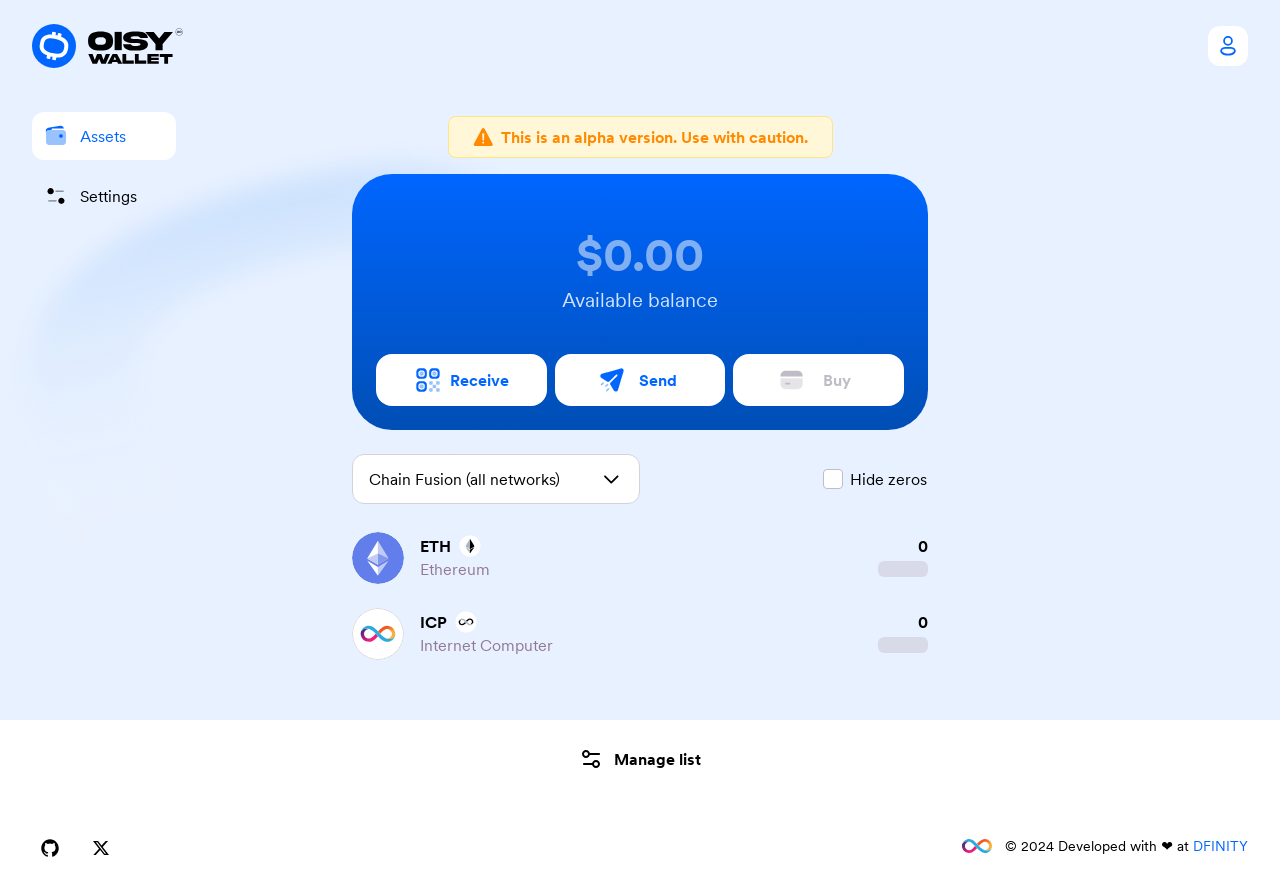 OISY
WALLET
Assets
Settings
This is an alpha version. Use with caution.
$0.00
Available balance
Receive
Send
Buy
Chain Fusion (all networks)
Hide zeros
ETH
0
Ethereum
ICP
0
Internet Computer
Manage list
© 2024 Developed with ❤ at DFINITY